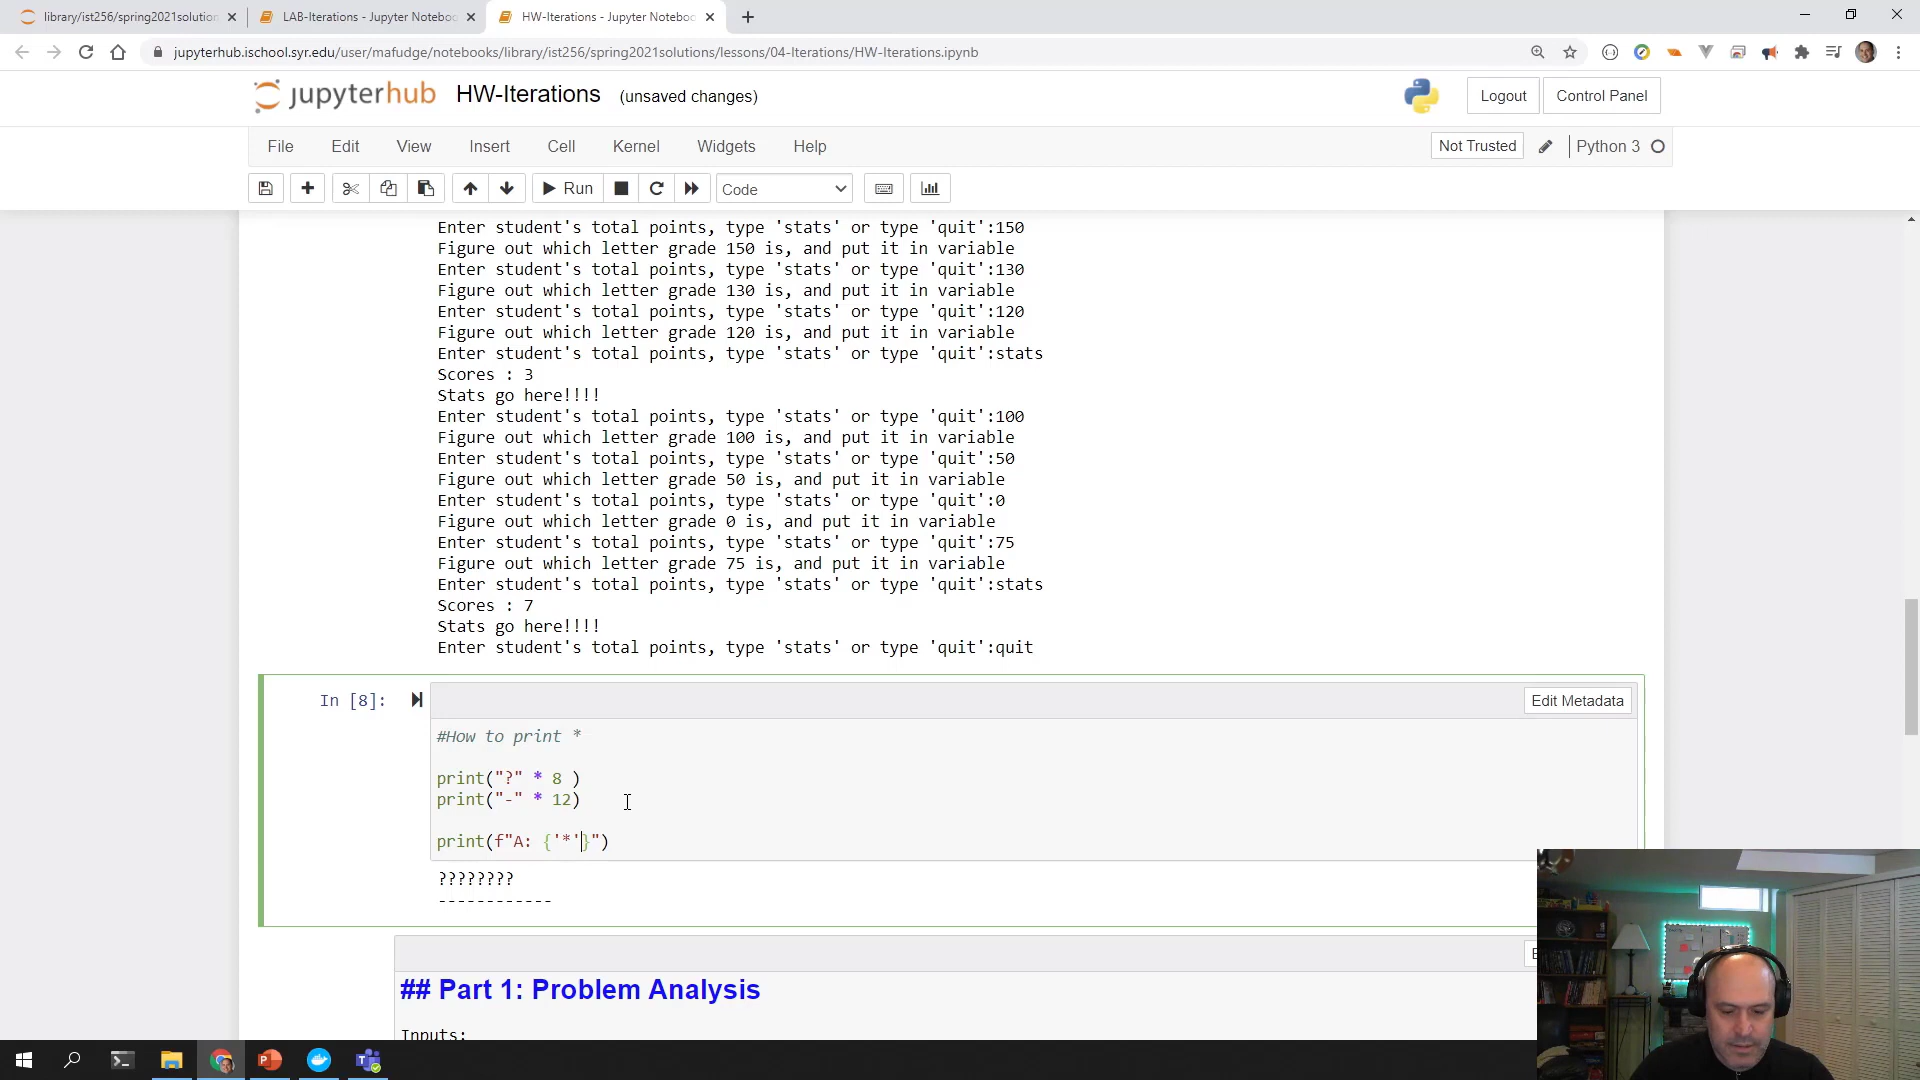 library/ist256/spring2021solution
LAB-Iterations - Jupyter Notebo
HW-Iterations - Jupyter Notebo
jupyterhub.ischool.syr.edu/user/mafudge/notebooks/library/ist256/spring2021solutions/lessons/04-Iterations/HW-Iterations.ipynb
jupyterhub HW-Iterations (unsaved changes)
Logout
Control Panel
File Edit View Insert Cell Kernel Widgets Help
Not Trusted
Python 3
Run
Code
Enter student's total points, type 'stats' or type 'quit':150
Figure out which letter grade 150 is, and put it in variable
Enter student's total points, type 'stats' or type 'quit':130
Figure out which letter grade 130 is, and put it in variable
Enter student's total points, type 'stats' or type 'quit':120
Figure out which letter grade 120 is, and put it in variable
Enter student's total points, type 'stats' or type 'quit':stats
Scores : 3
Stats go here!!!!
Enter student's total points, type 'stats' or type 'quit':100
Figure out which letter grade 100 is, and put it in variable
Enter student's total points, type 'stats' or type 'quit':50
Figure out which letter grade 50 is, and put it in variable
Enter student's total points, type 'stats' or type 'quit':0
Figure out which letter grade 0 is, and put it in variable
Enter student's total points, type 'stats' or type 'quit':75
Figure out which letter grade 75 is, and put it in variable
Enter student's total points, type 'stats' or type 'quit':stats
Scores : 7
Stats go here!!!!
Enter student's total points, type 'stats' or type 'quit':quit
In [8]:
Edit Metadata
#How to print *
print("?" * 8 )
print("-" * 12)
print(f"A: {'*'}")
????????
------------
## Part 1: Problem Analysis
Inputs: